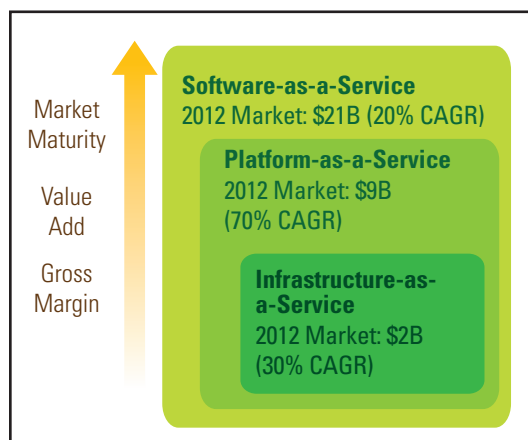 Market
Maturity
Value
Add
Gross
Margin
Software-as-a-Service
2012 Market: $21B (20% CAGR)
Platform-as-a-Service
2012 Market: $9B
(70% CAGR)
Infrastructure-as-
a-Service
2012 Market: $2B
(30% CAGR)